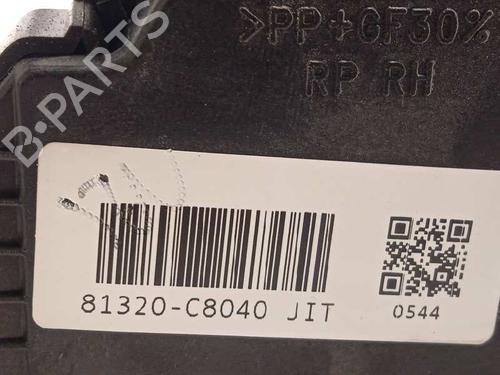 >PP+GF30%
RP RH
B-PARTS
81320-C8040 JIT
0544